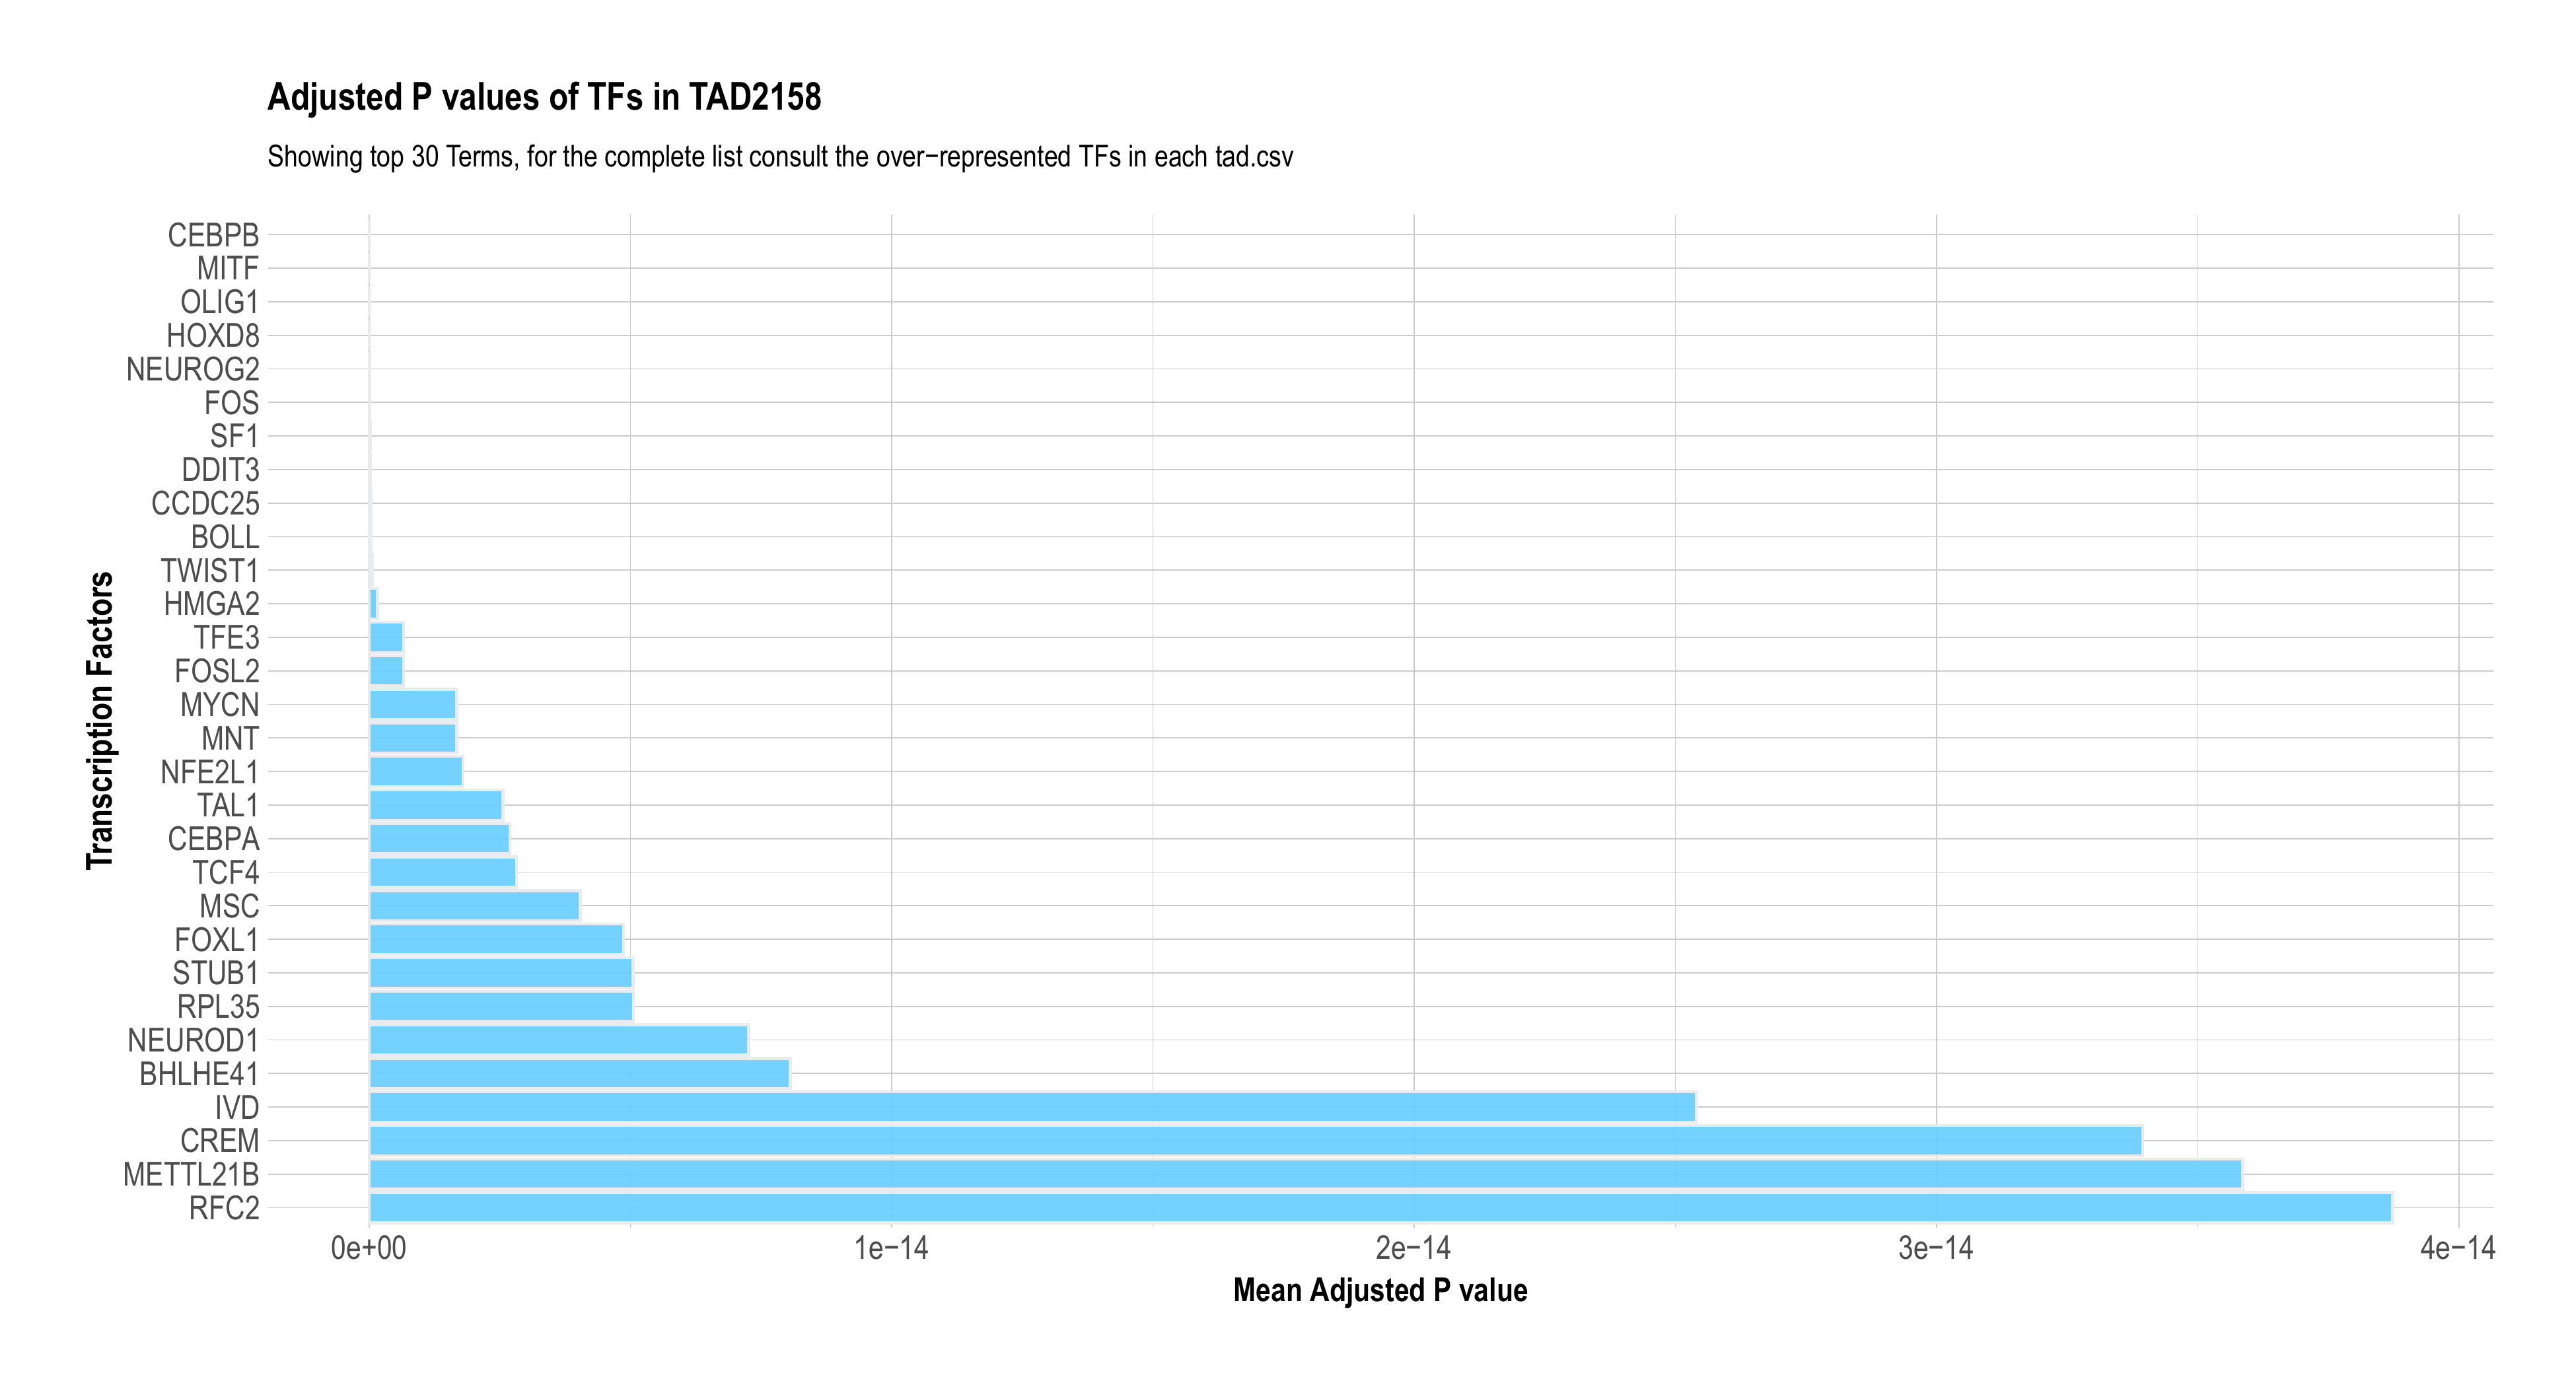 Adjusted P values of TFs in TAD2158
Showing top 30 Terms, for the complete list consult the over−represented TFs in each tad.csv
Transcription Factors
CEBPB
MITF
OLIG1
HOXD8
NEUROG2
FOS
SF1
DDIT3
CCDC25
BOLL
TWIST1
HMGA2
TFE3
FOSL2
MYCN
MNT
NFE2L1
TAL1
CEBPA
TCF4
MSC
FOXL1
STUB1
RPL35
NEUROD1
BHLHE41
IVD
CREM
METTL21B
RFC2
0e+00 1e−14 2e−14 3e−14 4e−14
Mean Adjusted P value